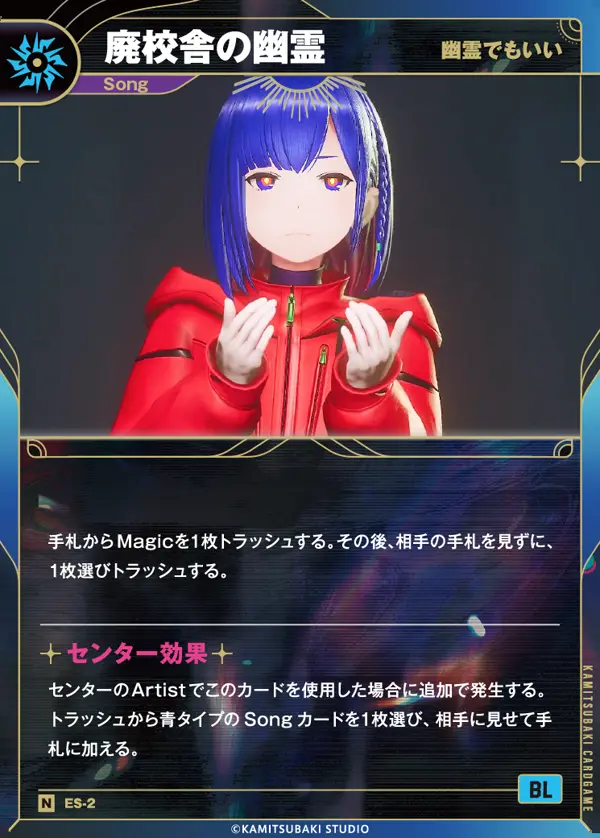 廃校舎の幽霊
幽霊でもいい
Song
手札からMagicを1枚トラッシュする。その後、相手の手札を見ずに、
1枚選びトラッシュする。
センター効果
センターのArtistでこのカードを使用した場合に追加で発生する。
トラッシュから青タイプのSongカードを1枚選び、相手に見せて手
札に加える。
KAMITSUBAKI CARDGAME
BL
N ES-2
©KAMITSUBAKI STUDIO